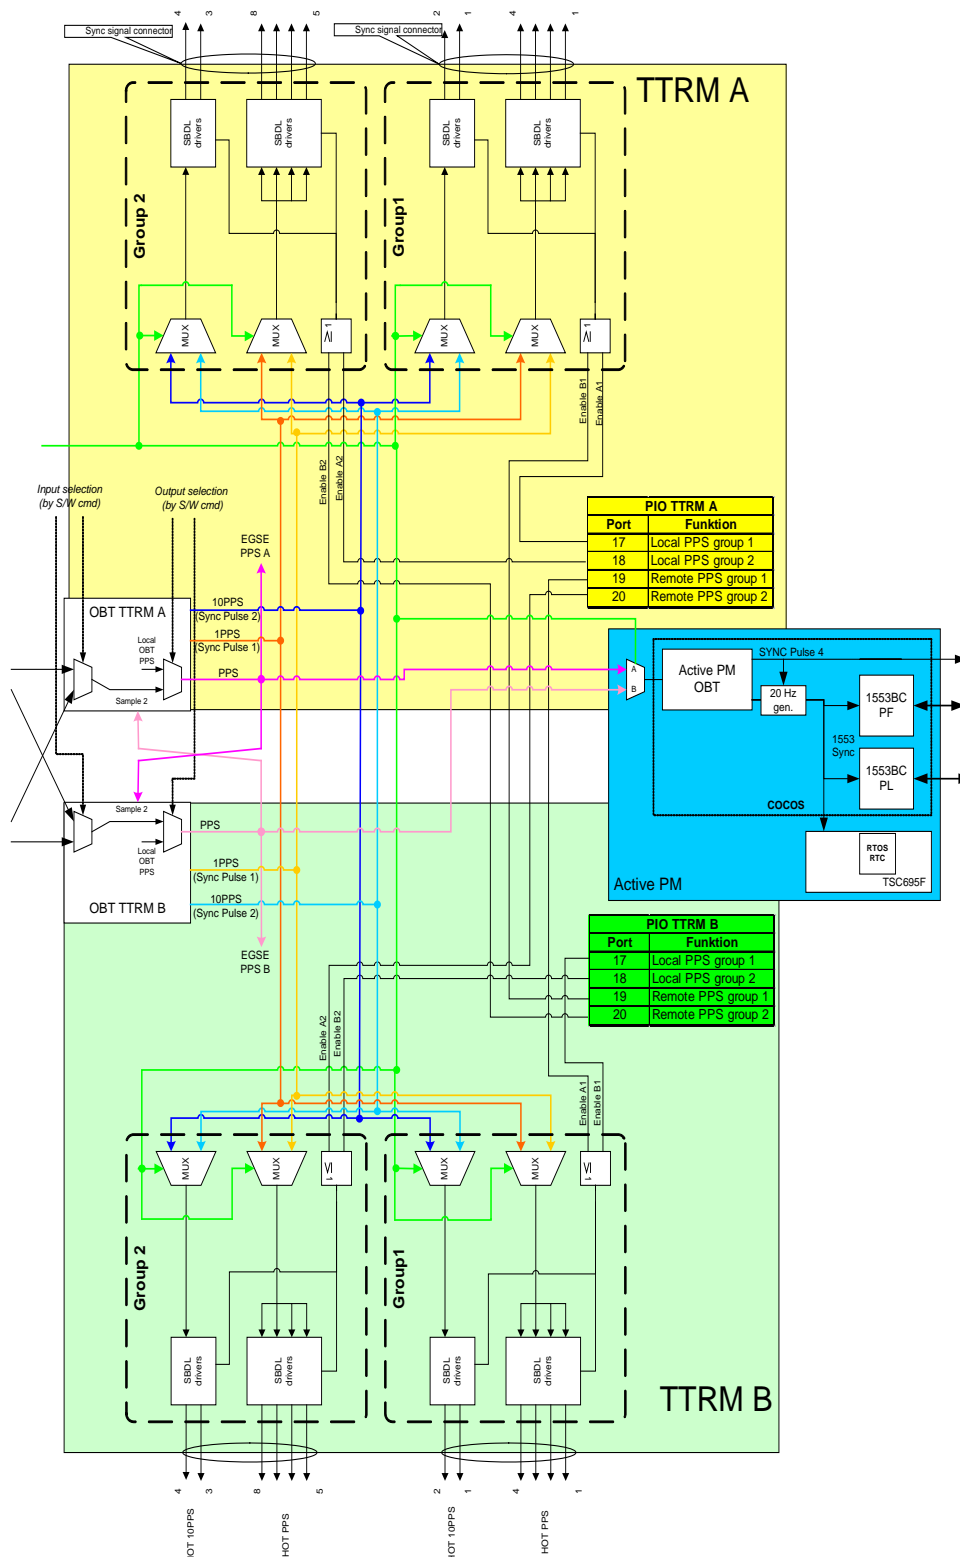 4
3
8
5
2
1
4
1
Sync signal connector
Sync signal connector
TTRM A
SBDL
drivers
SBDL
drivers
SBDL
drivers
SBDL
drivers
Group 2
Group1
MUX
MUX
≥ 1
MUX
MUX
≥ 1
Enable B1
Enable A1
Enable B2
Enable A2
Input selection
(by S/W cmd)
Output selection
(by S/W cmd)
EGSE
PPS A
PIO TTRM A
Port Funktion
17 Local PPS group 1
18 Local PPS group 2
19 Remote PPS group 1
20 Remote PPS group 2
OBT TTRM A
10PPS
(Sync Pulse 2)
1PPS
(Sync Pulse 1)
Local
OBT
PPS
PPS
Sample 2
A
B
Active PM
OBT
SYNC Pulse 4
20 Hz
gen.
1553BC
PF
1553
Sync
1553BC
PL
COCOS
RTOS
RTC
TSC695F
Active PM
Sample 2
PPS
Local
OBT
PPS
1PPS
(Sync Pulse 1)
10PPS
(Sync Pulse 2)
OBT TTRM B
EGSE
PPS B
PIO TTRM B
Port Funktion
17 Local PPS group 1
18 Local PPS group 2
19 Remote PPS group 1
20 Remote PPS group 2
Enable A2
Enable B2
Enable A1
Enable B1
MUX
MUX
≥ 1
MUX
MUX
≥ 1
Group 2
Group1
SBDL
drivers
SBDL
drivers
SBDL
drivers
SBDL
drivers
TTRM B
4
3
8
5
2
1
4
1
HOT 10PPS
HOT PPS
HOT 10PPS
HOT PPS